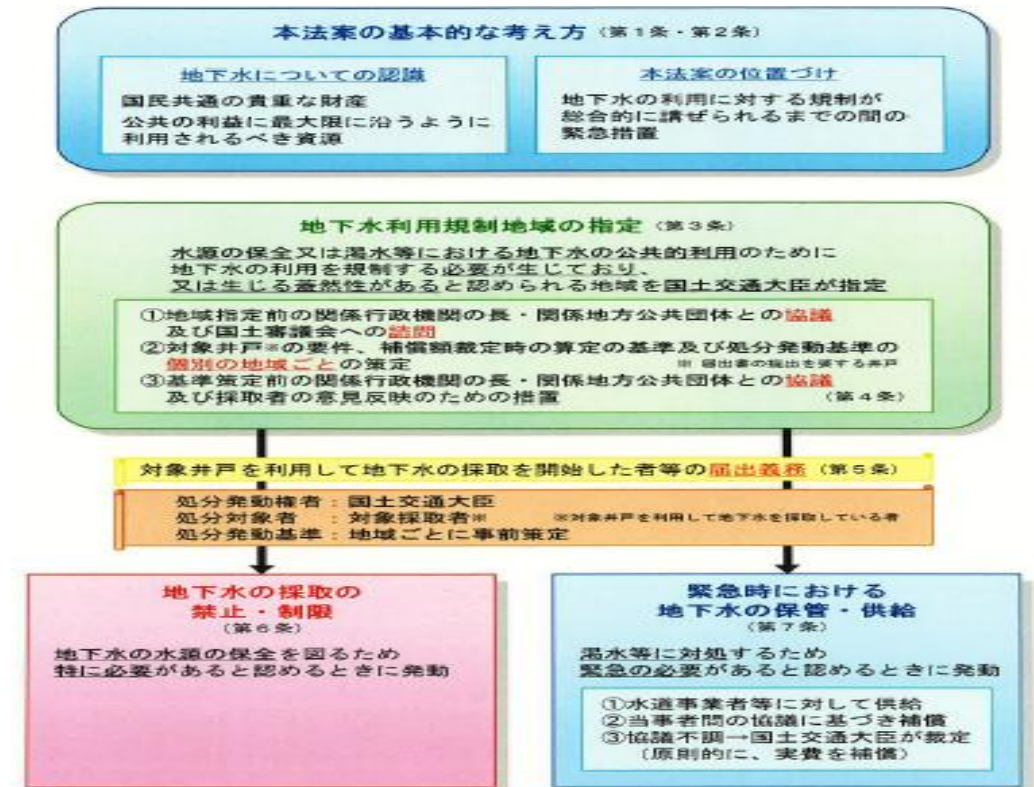 本法案の基本的な考え方（第1条・第2条）
地下水についての認識
国民共通の貴重な財産
公共の利益に最大限に沿うように
利用されるべき資源
本法案の位置づけ
地下水の利用に対する規制が
総合的に講ぜられるまでの間の
緊急措置
地下水利用規制地域の指定（第3条）
水源の保全又は渇水等における地下水の公共的利用のために
地下水の利用を規制する必要が生じており、
又は生じる蓋然性があると認められる地域を国土交通大臣が指定
①地域指定前の関係行政機関の長・関係地方公共団体との協議
及び国土審議会への諮問
②対象井戸※の要件、補償額裁定時の算定の基準及び処分発動基準の
個別の地域ごとの策定　※ 届出書の提出を要する井戸
③基準策定前の関係行政機関の長・関係地方公共団体との協議
及び採取者の意見反映のための措置　（第4条）
対象井戸を利用して地下水の採取を開始した者等の届出義務（第5条）
処分発動権者：国土交通大臣
処分対象者　：対象採取者※　※対象井戸を利用して地下水を採取している者
処分発動基準：地域ごとに事前策定
地下水の採取の
禁止・制限
（第6条）
地下水の水源の保全を図るため
特に必要があると認めるときに発動
緊急時における
地下水の保管・供給
（第7条）
渇水等に対処するため
緊急の必要があると認めるときに発動
①水道事業者等に対して供給
②当事者間の協議に基づき補償
③協議不調→国土交通大臣が裁定
（原則的に、実費を補償）